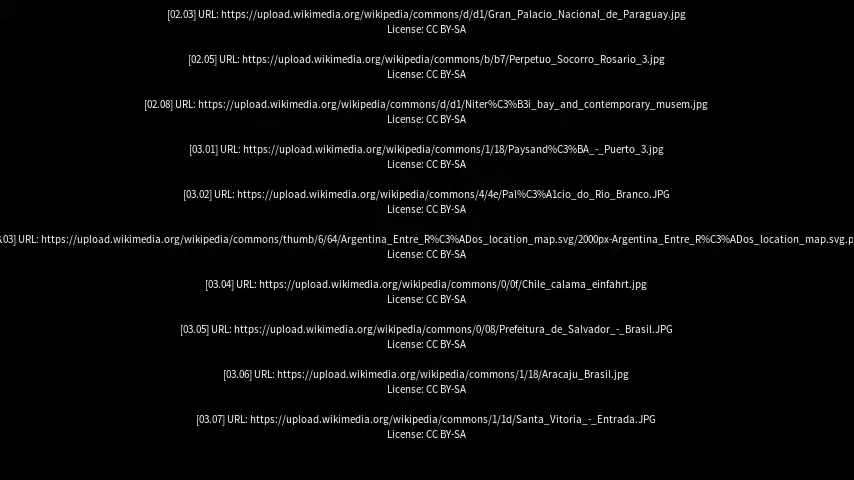 [02.03] URL: https://upload.wikimedia.org/wikipedia/commons/d/d1/Gran_Palacio_Nacional_de_Paraguay.jpg
License: CC BY-SA
[02.05] URL: https://upload.wikimedia.org/wikipedia/commons/b/b7/Perpetuo_Socorro_Rosario_3.jpg
License: CC BY-SA
[02.08] URL: https://upload.wikimedia.org/wikipedia/commons/d/d1/Niter%C3%B3i_bay_and_contemporary_musem.jpg
License: CC BY-SA
[03.01] URL: https://upload.wikimedia.org/wikipedia/commons/1/18/Paysand%C3%BA_-_Puerto_3.jpg
License: CC BY-SA
[03.02] URL: https://upload.wikimedia.org/wikipedia/commons/4/4e/Pal%C3%A1cio_do_Rio_Branco.JPG
License: CC BY-SA
.03] URL: https://upload.wikimedia.org/wikipedia/commons/thumb/6/64/Argentina_Entre_R%C3%ADos_location_map.svg/2000px-Argentina_Entre_R%C3%ADos_location_map.svg.p
License: CC BY-SA
[03.04] URL: https://upload.wikimedia.org/wikipedia/commons/0/0f/Chile_calama_einfahrt.jpg
License: CC BY-SA
[03.05] URL: https://upload.wikimedia.org/wikipedia/commons/0/08/Prefeitura_de_Salvador_-_Brasil.JPG
License: CC BY-SA
[03.06] URL: https://upload.wikimedia.org/wikipedia/commons/1/18/Aracaju_Brasil.jpg
License: CC BY-SA
[03.07] URL: https://upload.wikimedia.org/wikipedia/commons/1/1d/Santa_Vitoria_-_Entrada.JPG
License: CC BY-SA